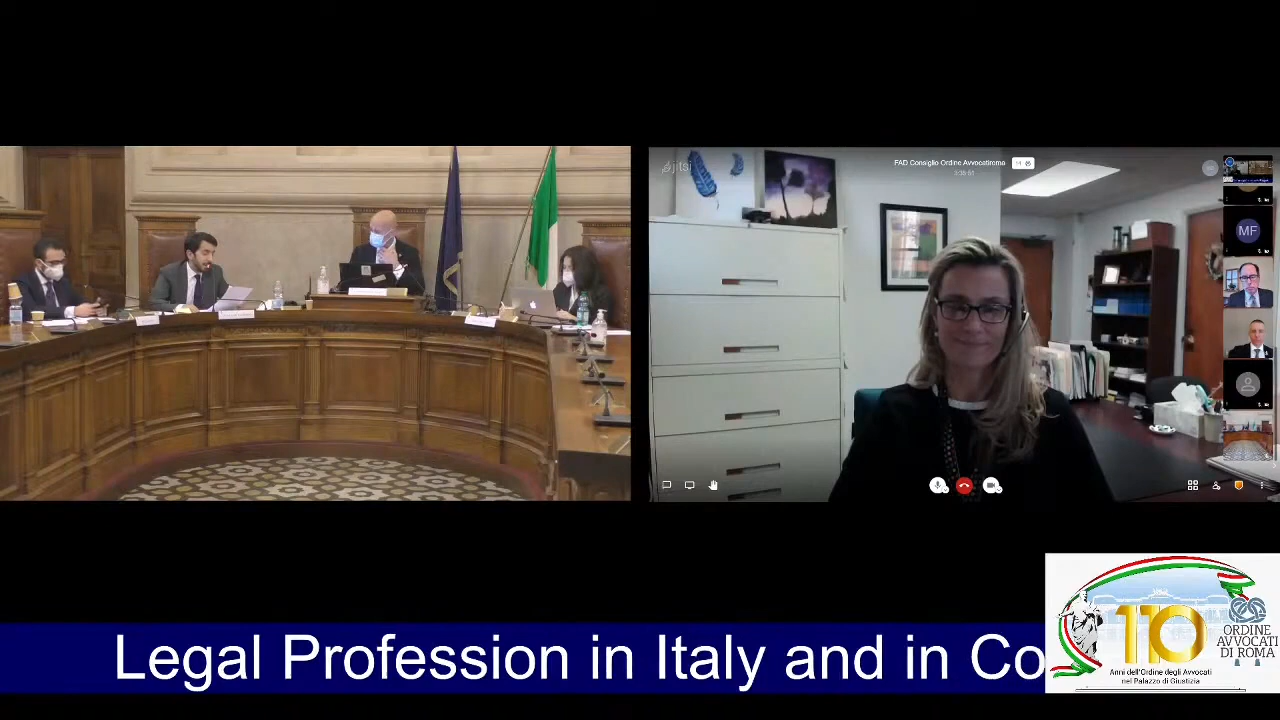 jitsi
FAD Consiglio Ordine Avvocatiroma
MF
Legal Profession in Italy and in Co
110
Anni dell'Ordine degli Avvocati
nel Palazzo di Giustizia
ORDINE
AVVOCATI
DI ROMA